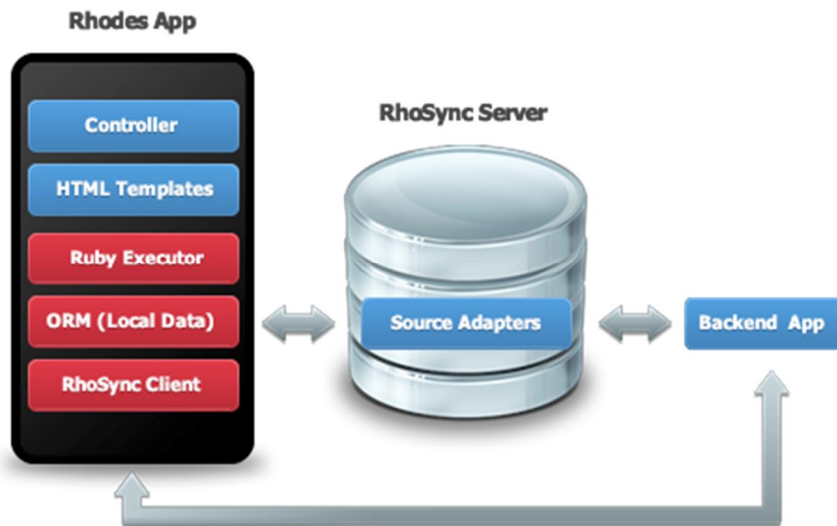 Rhodes App
Controller
HTML Templates
Ruby Executor
ORM (Local Data)
RhoSync Client
RhoSync Server
Source Adapters
Backend App